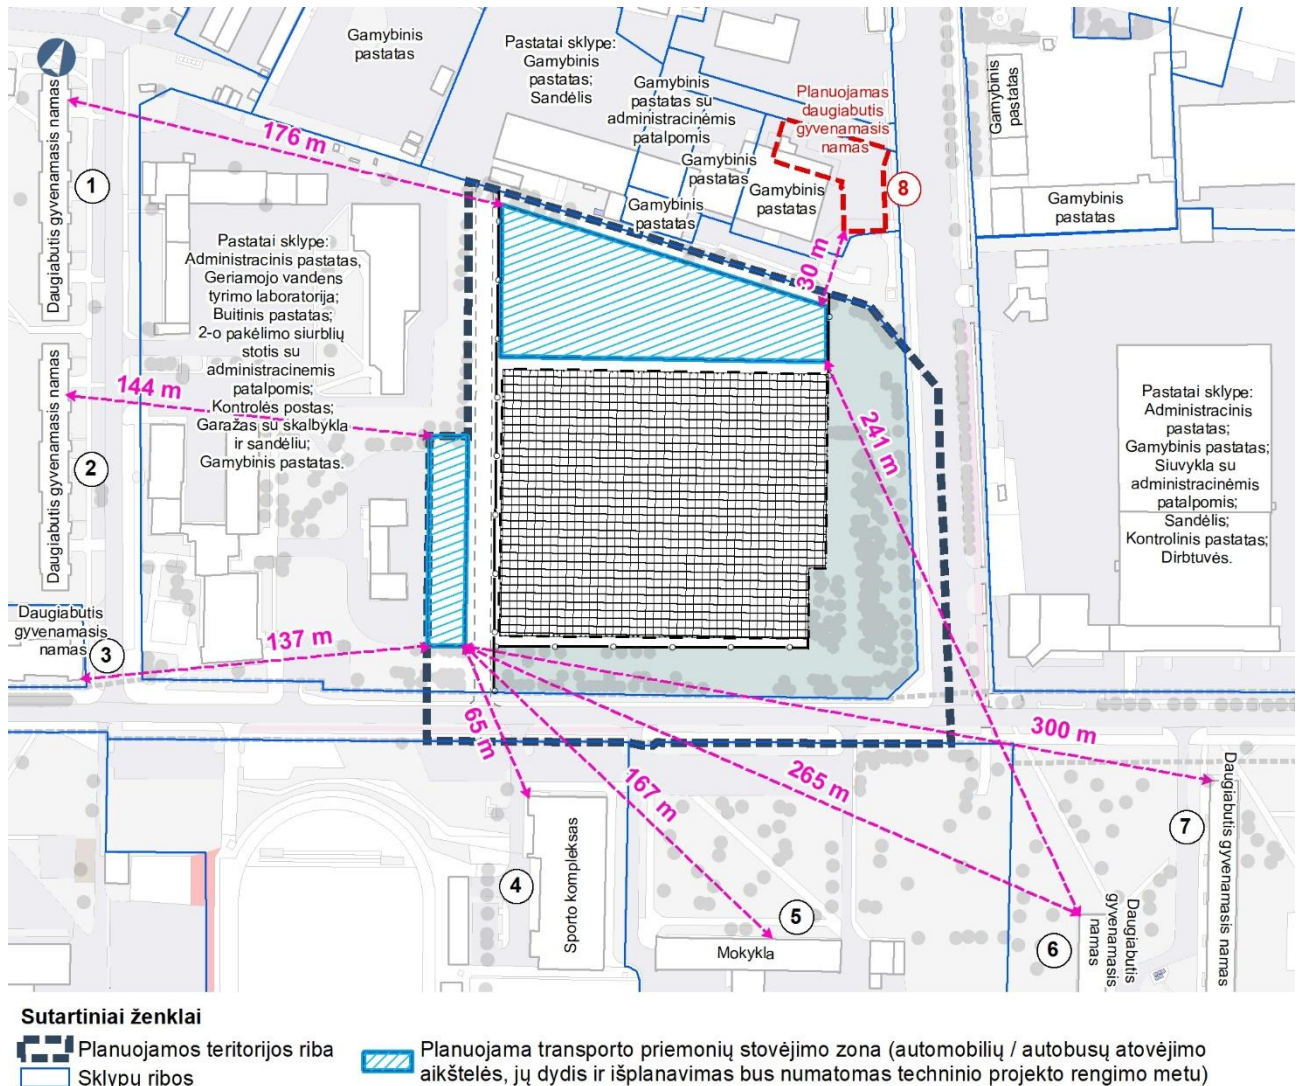 Gamybinis
pastatas
Pastatai sklype:
Gamybinis
pastatas;
Sandėlis
Gamybinis
pastatas su
administracinėmis
patalpomis
Planuojamas
daugiabutis
gyvenamasis
namas
Gamybinis
pastatas
Gamybinis
pastatas
Gamybinis
pastatas
Gamybinis
pastatas
Gamybinis
pastatas
8
176 m
30 m
Daugiabutis gyvenamasis namas
1
Pastatai sklype:
Administracinis pastatas,
Geriamojo vandens
tyrimo laboratorija;
Buitinis pastatas;
2-o pakėlimo siurblių
stotis su
administracinemis
patalpomis;
Kontrolės postas;
Garažas su skalbykla
ir sandėliu;
Gamybinis pastatas.
144 m
Daugiabutis gyvenamasis namas
2
241 m
Pastatai sklype:
Administracinis
pastatas;
Gamybinis pastatas;
Siuvykla su
administracinėmis
patalpomis;
Sandėlis;
Kontrolinis pastatas;
Dirbtuvės.
Daugiabutis
gyvenamasis
namas
3
137 m
65 m
167 m
265 m
300 m
4
Sporto kompleksas
5
Mokykla
6
Daugiabutis
gyvenamasis
namas
7
Daugiabutis gyvenamasis namas
Sutartiniai ženklai
Planuojamos teritorijos riba
Sklypų ribos
Planuojama transporto priemonių stovėjimo zona (automobilių / autobusų atovėjimo
aikštelės, jų dydis ir išplanavimas bus numatomas techninio projekto rengimo metu)